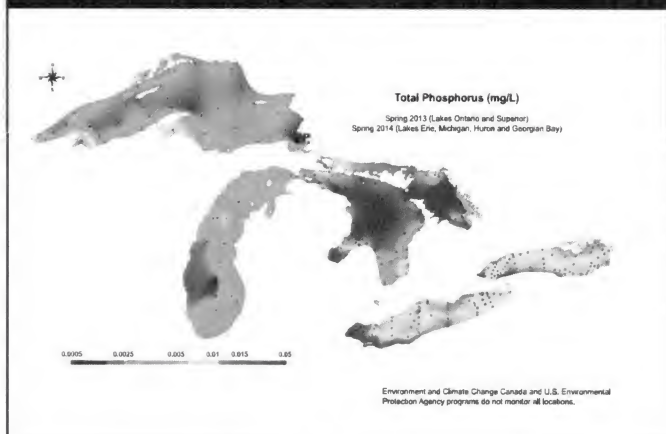 Total Phosphorus (mg/L)
Spring 2013 (Lakes Ontario and Superior)
Spring 2014 (Lakes Erie, Michigan, Huron and Georgian Bay)
0.0005 0.0025 0.005 0.01 0.015 0.05
Environment and Climate Change Canada and U.S. Environmental
Protection Agency programs do not monitor all locations.